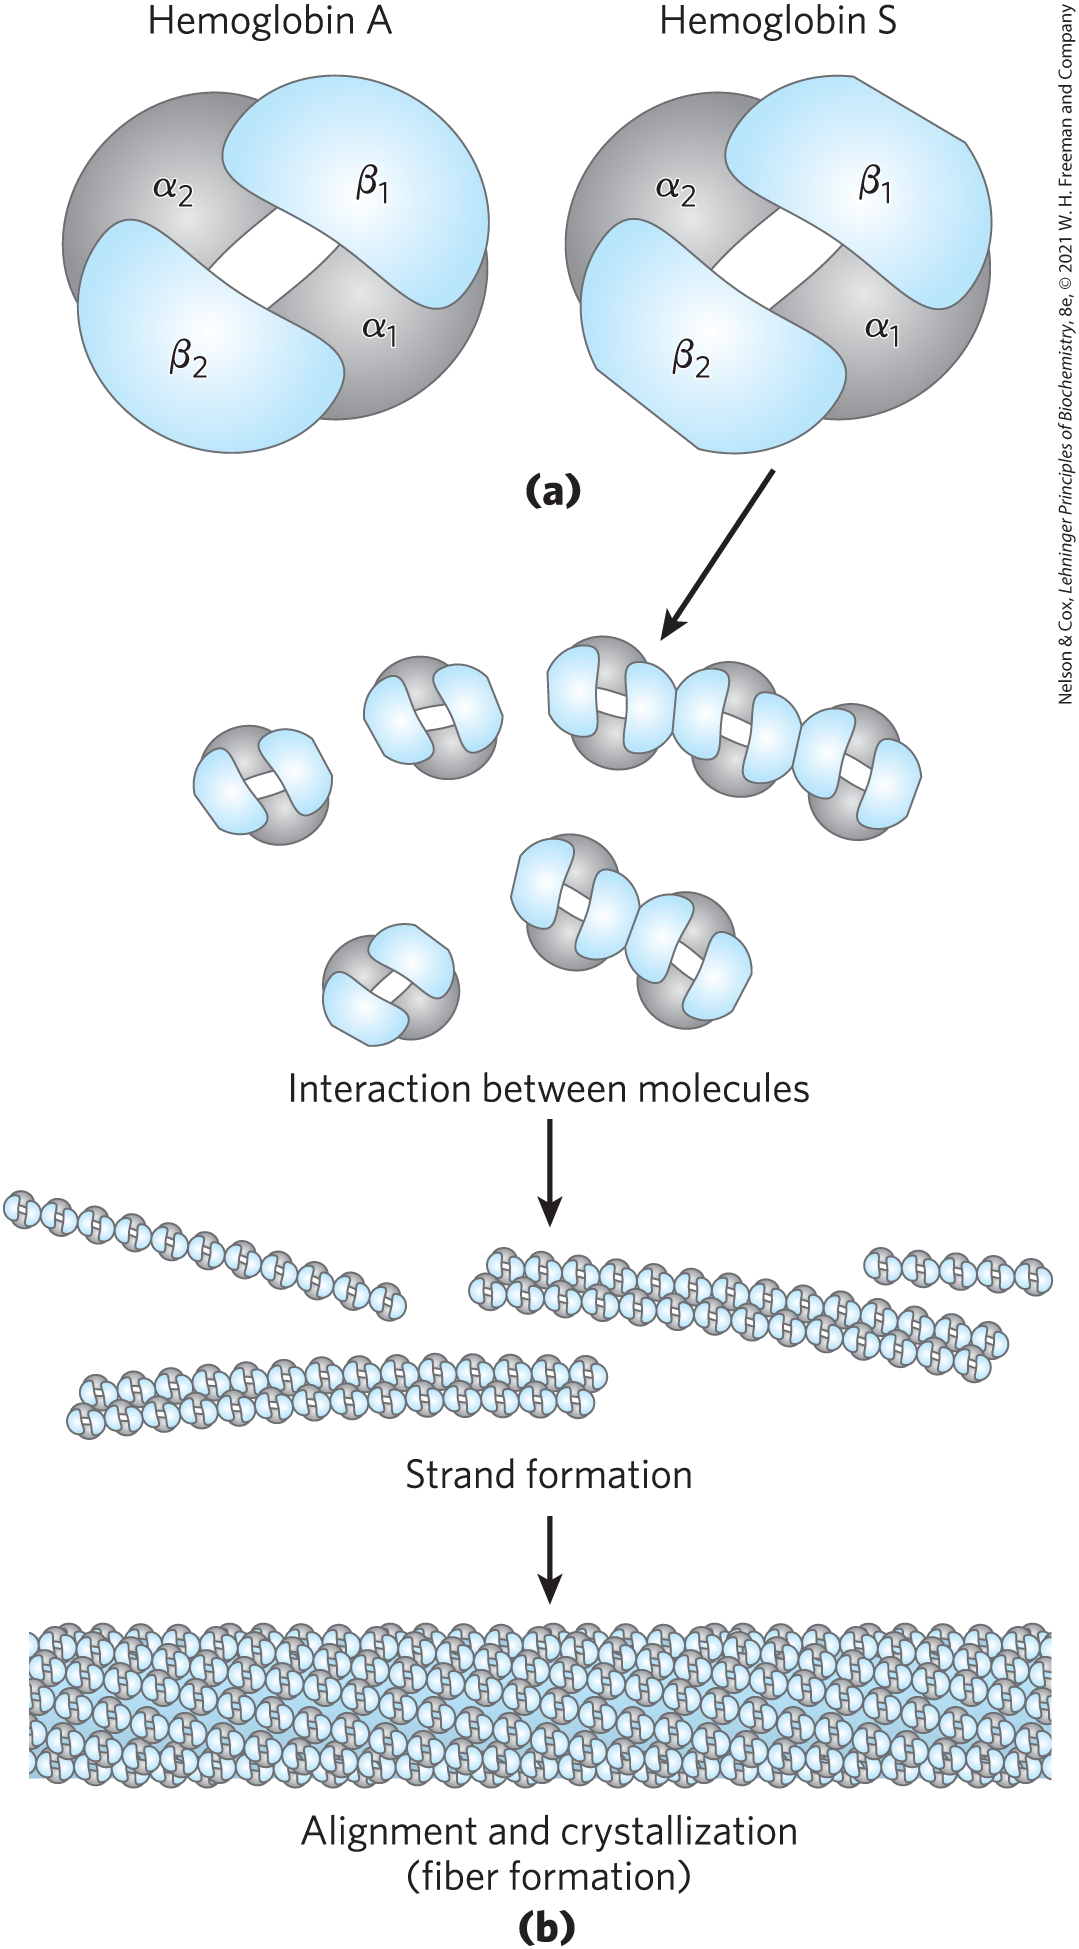 Hemoglobin A
Hemoglobin S
α2
β1
β2
α1
α2
β1
β2
α1
(a)
Interaction between molecules
Strand formation
Alignment and crystallization
(fiber formation)
(b)
Nelson & Cox, Lehninger Principles of Biochemistry, 8e, © 2021 W. H. Freeman and Company